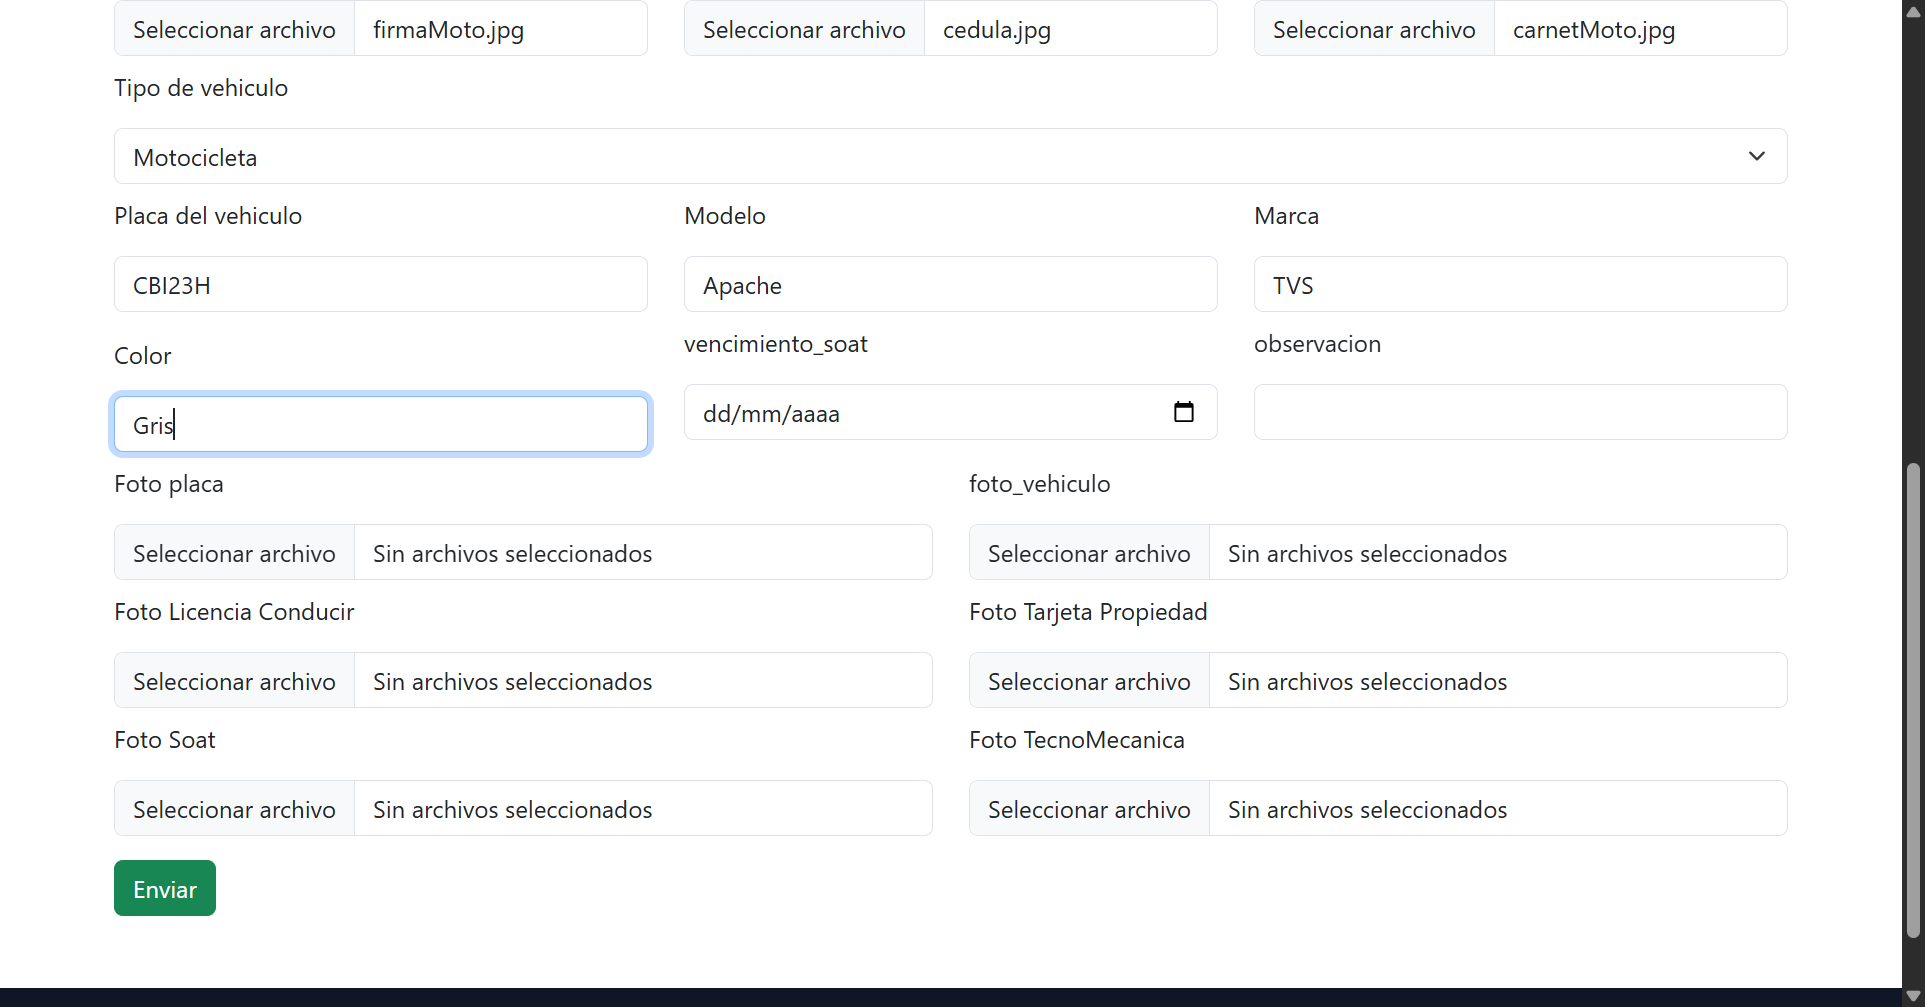 Seleccionar archivo firmaMoto.jpg Seleccionar archivo cedula.jpg Seleccionar archivo carnetMoto.jpg
Tipo de vehiculo
Motocicleta
Placa del vehiculo Modelo Marca
CBI23H Apache TVS
Color vencimiento_soat observacion
Gris dd/mm/aaaa
Foto placa foto_vehiculo
Seleccionar archivo Sin archivos seleccionados Seleccionar archivo Sin archivos seleccionados
Foto Licencia Conducir Foto Tarjeta Propiedad
Seleccionar archivo Sin archivos seleccionados Seleccionar archivo Sin archivos seleccionados
Foto Soat Foto TecnoMecanica
Seleccionar archivo Sin archivos seleccionados Seleccionar archivo Sin archivos seleccionados
Enviar